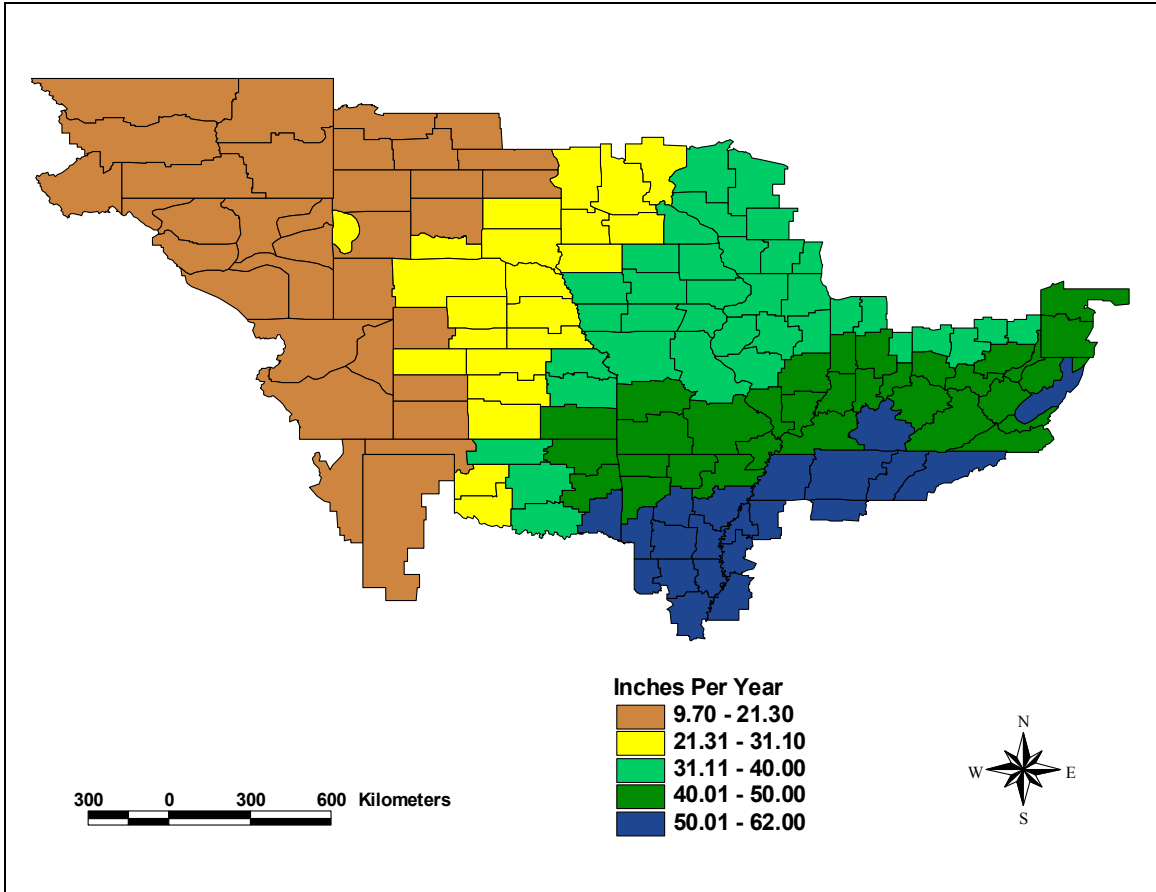 Inches Per Year
9.70 - 21.30
21.31 - 31.10
31.11 - 40.00
40.01 - 50.00
50.01 - 62.00
300 0 300 600 Kilometers
N
W E
S